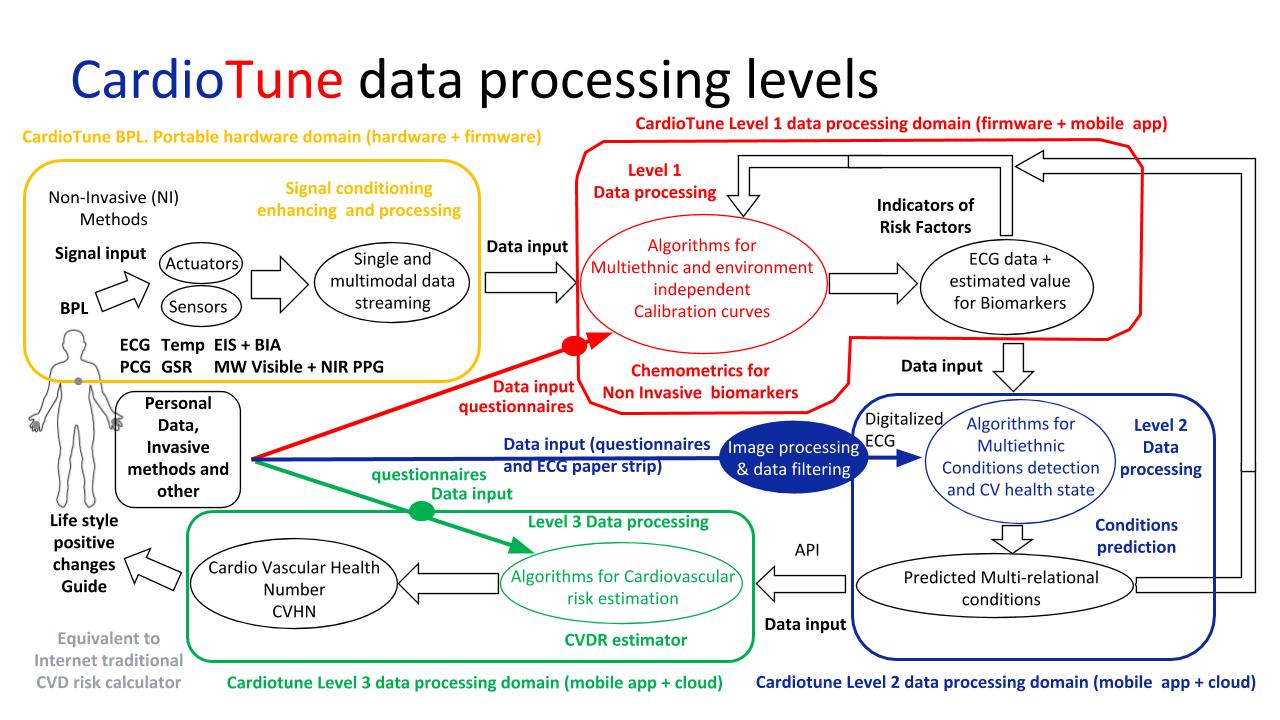 CardioTune data processing levels
CardioTune BPL. Portable hardware domain (hardware + firmware)
CardioTune Level 1 data processing domain (firmware + mobile app)
Non-Invasive (NI)
Methods
Signal conditioning
enhancing and processing
Signal input
BPL
Actuators
Sensors
Single and
multimodal data
streaming
ECG Temp EIS + BIA
PCG GSR MW Visible + NIR PPG
Data input
Level 1
Data processing
Algorithms for
Multiethnic and environment
independent
Calibration curves
Indicators of
Risk Factors
ECG data +
estimated value
for Biomarkers
Chemometrics for
Non Invasive biomarkers
Data input
Data input
questionnaires
Personal
Data,
Invasive
methods and
other
Data input (questionnaires
and ECG paper strip)
Image processing
& data filtering
Digitalized
ECG
Algorithms for
Multiethnic
Conditions detection
and CV health state
Level 2
Data
processing
questionnaires
Data input
Level 3 Data processing
Conditions
prediction
Life style
positive
changes
Guide
Cardio Vascular Health
Number
CVHN
Algorithms for Cardiovascular
risk estimation
CVDR estimator
API
Data input
Predicted Multi-relational
conditions
Equivalent to
Internet traditional
CVD risk calculator
Cardiotune Level 3 data processing domain (mobile app + cloud)
Cardiotune Level 2 data processing domain (mobile app + cloud)